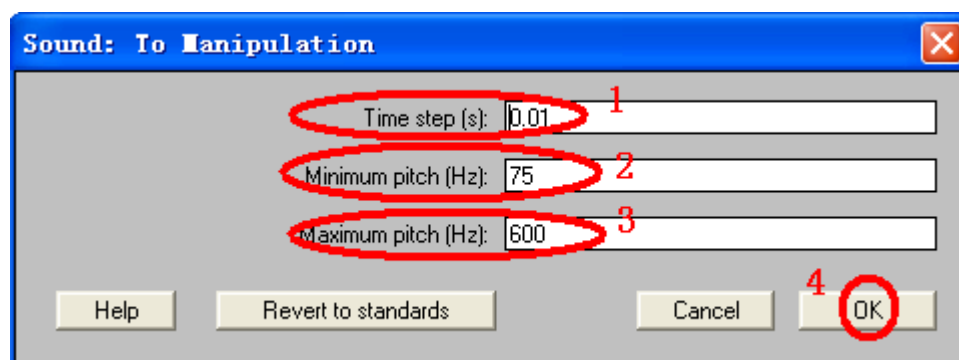 Sound: To Manipulation
Time step (s): 0.01 1
Minimum pitch (Hz): 75 2
Maximum pitch (Hz): 600 3
4
Help Revert to standards Cancel OK